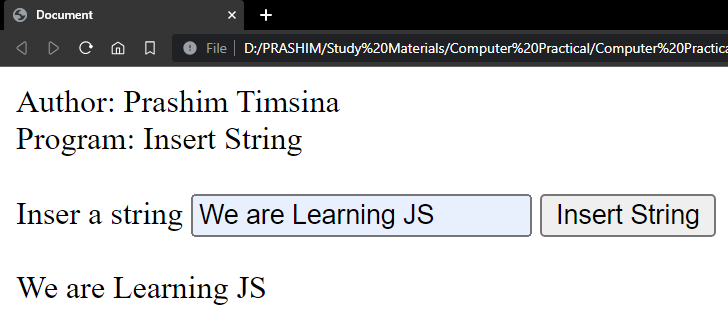 Document
File | D:/PRASHIM/Study%20Materials/Computer%20Practical/Computer%20Practica
Author: Prashim Timsina
Program: Insert String
Inser a string We are Learning JS Insert String
We are Learning JS